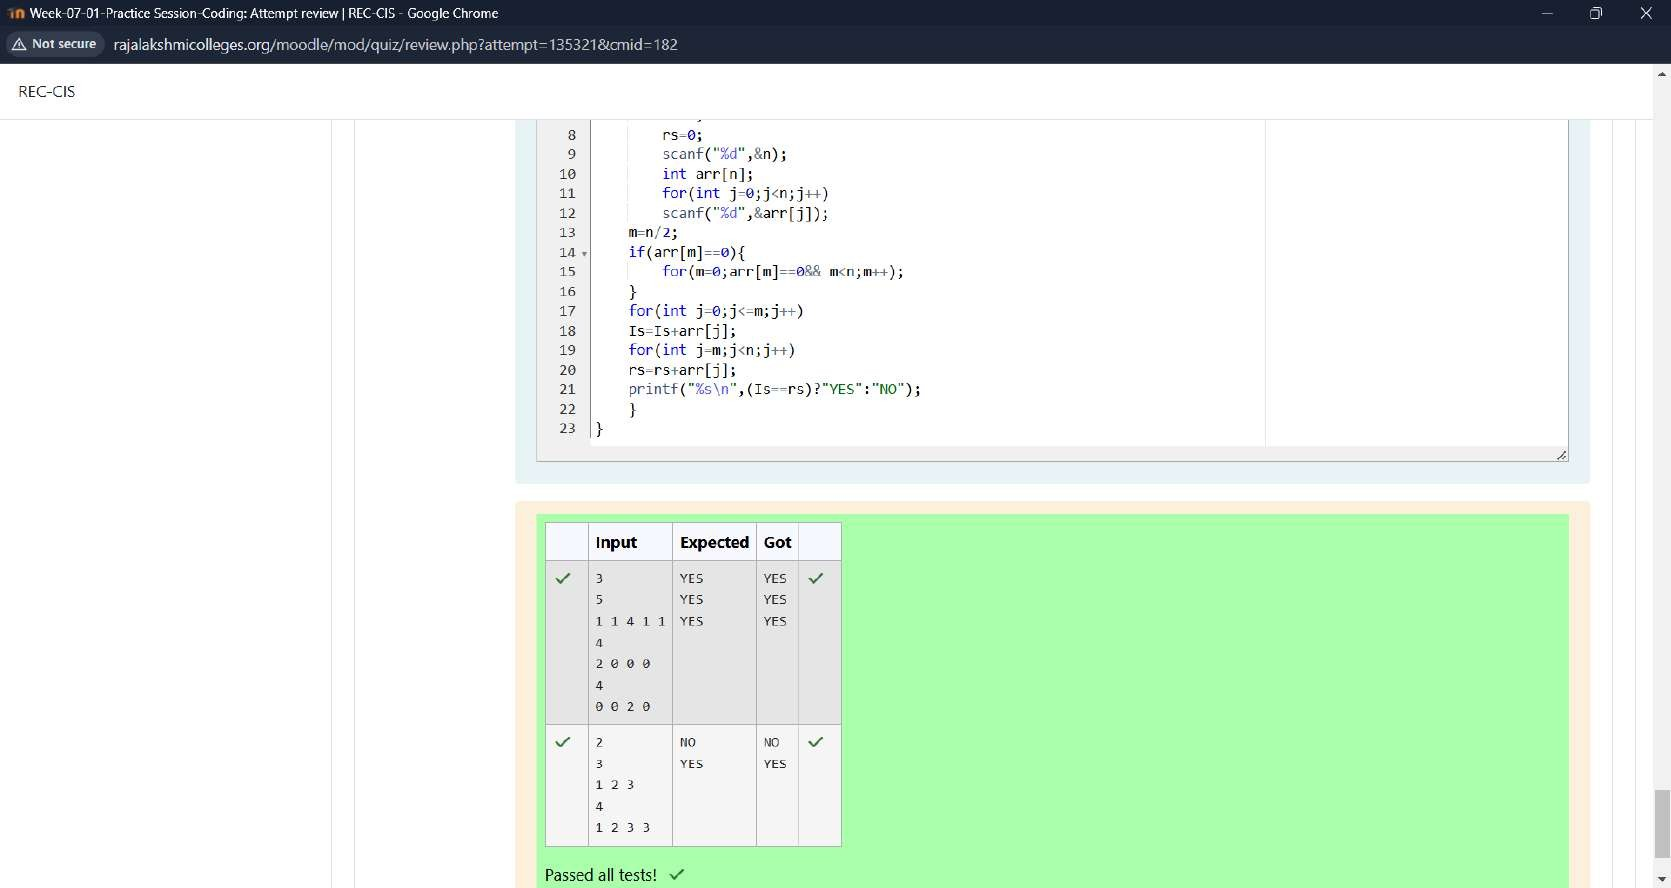 Week-07-01-Practice Session-Coding: Attempt review | REC-CIS - Google Chrome
Not secure rajalakshmicolleges.org/moodle/mod/quiz/review.php?attempt=135321&cmid=182
REC-CIS
8 rs=0;
9 scanf("%d",&n);
10 int arr[n];
11 for(int j=0;j<n;j++)
12 scanf("%d",&arr[j]);
13 m=n/2;
14 if(arr[m]==0){
15 for(m=0;arr[m]==0&& m<n;m++);
16 }
17 for(int j=0;j<=m;j++)
18 Is=Is+arr[j];
19 for(int j=m;j<n;j++)
20 rs=rs+arr[j];
21 printf("%s\n",(Is==rs)?"YES":"NO");
22 }
23 }
Input Expected Got
3 YES YES
5 YES YES
1 1 4 1 1 YES YES
4
2 0 0 0
4
0 0 2 0
2 NO NO
3 YES YES
1 2 3
4
1 2 3 3
Passed all tests!